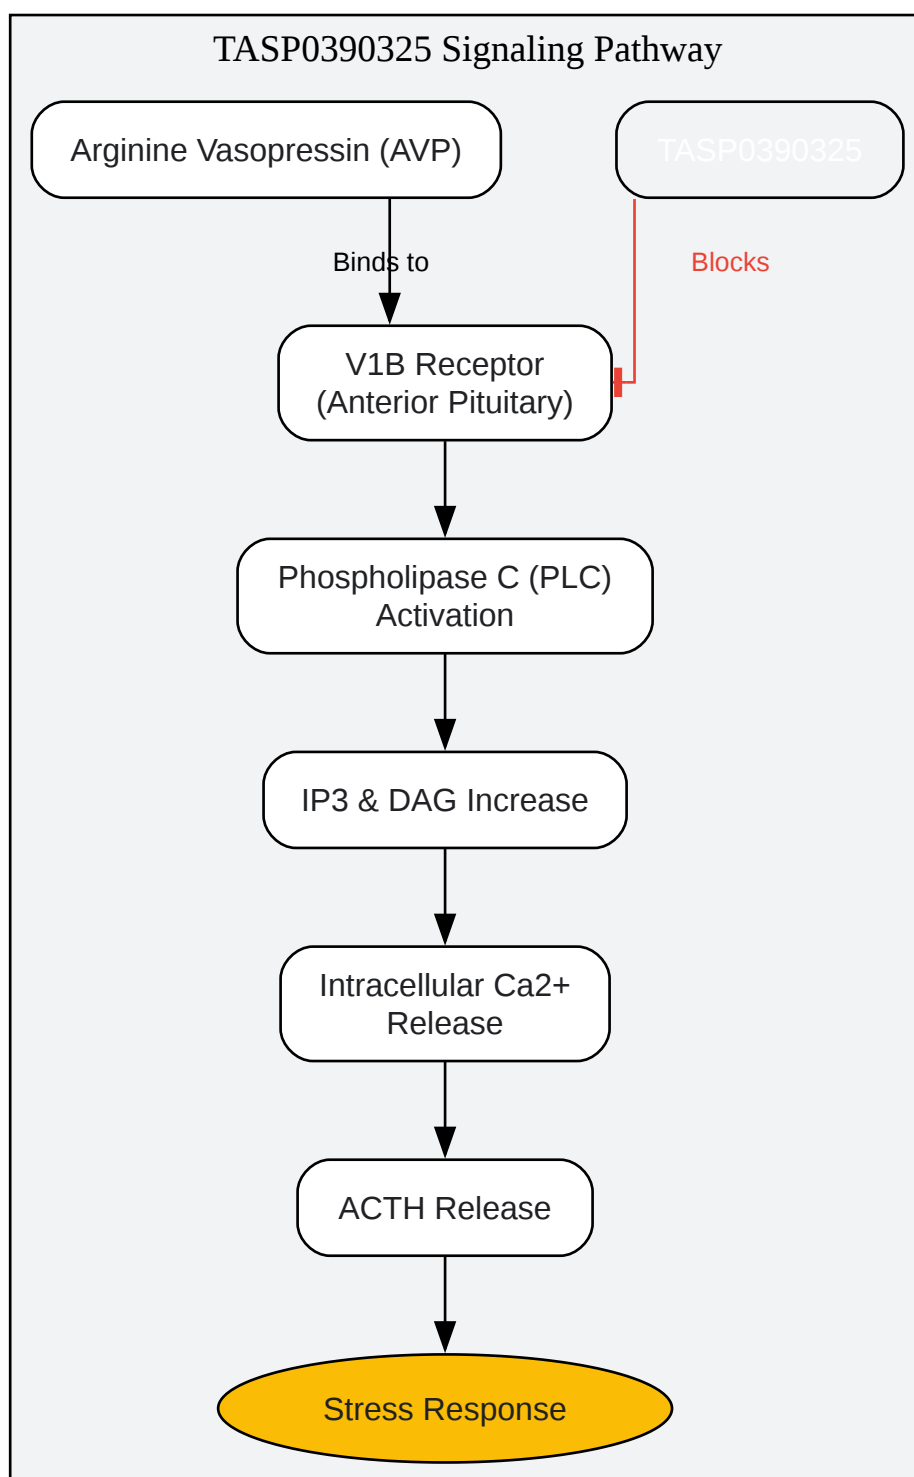 TASP0390325 Signaling Pathway
Arginine Vasopressin (AVP)
TASP0390325
Binds to
Blocks
V1B Receptor
(Anterior Pituitary)
Phospholipase C (PLC)
Activation
IP3 & DAG Increase
Intracellular Ca2+
Release
ACTH Release
Stress Response